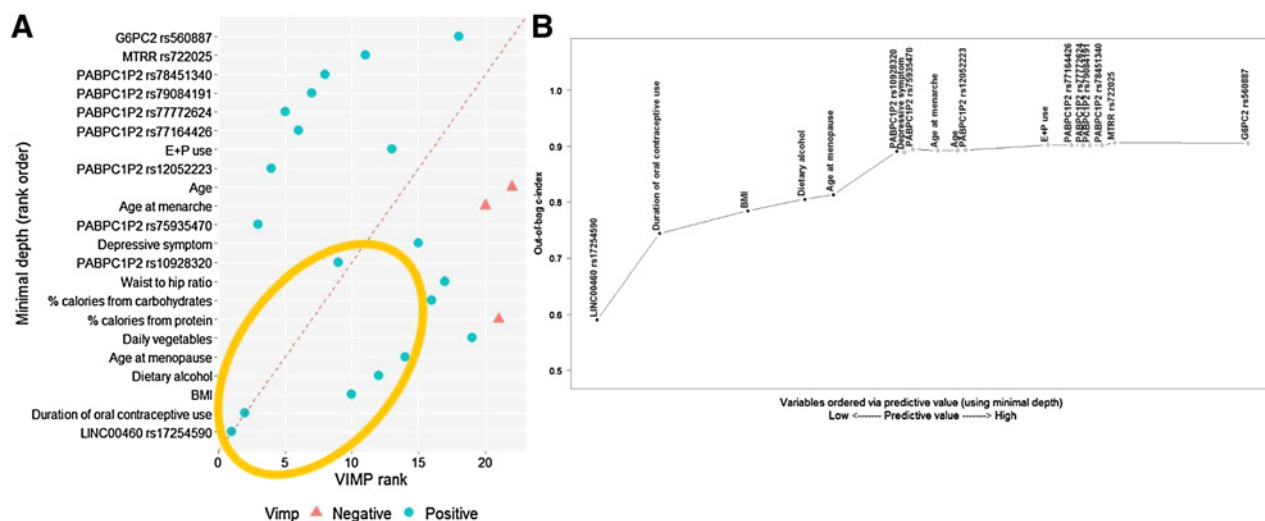 A
G6PC2 rs560887
MTRR rs722025
PABPC1P2 rs78451340
PABPC1P2 rs79084191
PABPC1P2 rs77772624
PABPC1P2 rs77164426
E+P use
PABPC1P2 rs12052223
Age
Age at menarche
PABPC1P2 rs75935470
Depressive symptom
PABPC1P2 rs10928320
Waist to hip ratio
% calories from carbohydrates
% calories from protein
Daily vegetables
Age at menopause
Dietary alcohol
BMI
Duration of oral contraceptive use
LINC00460 rs17254590
Minimal depth (rank order)
0 5 10 15 20
VIMP rank
Vimp Negative Positive
B
1.0
0.9
0.8
0.7
0.6
0.5
Out-of-bag c-index
LINC00460 rs17254590
Duration of oral contraceptive use
BMI
Dietary alcohol
Age at menopause
PABPC1P2 rs10928320
Depressive symptom
PABPC1P2 rs75935470
Age at menarche
Age
PABPC1P2 rs12052223
E+P use
PABPC1P2 rs77164426
PABPC1P2 rs77772624
PABPC1P2 rs79084191
PABPC1P2 rs78451340
MTRR rs722025
G6PC2 rs560887
Variables ordered via predictive value (using minimal depth)
Low <------- Predictive value ------> High